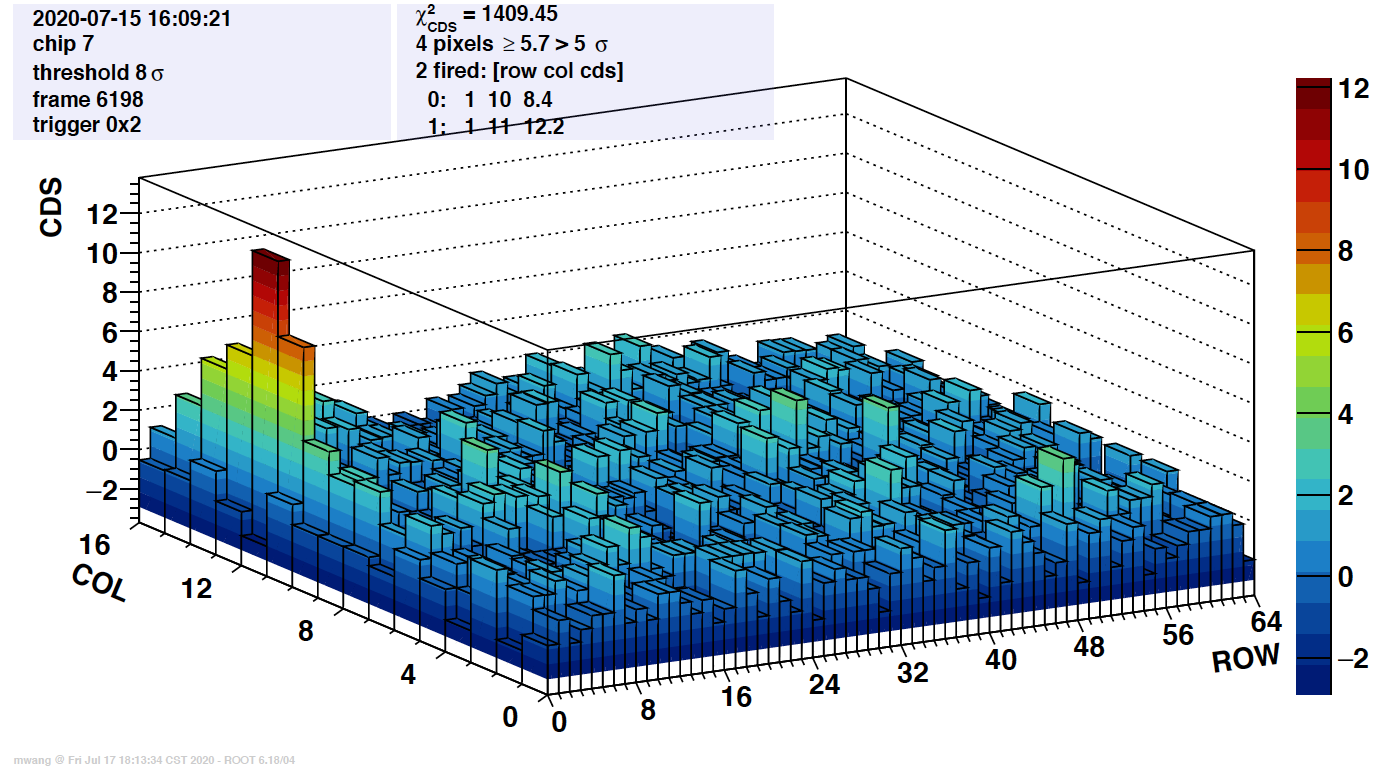 2020-07-15 16:09:21
chip 7
threshold 8 σ
frame 6198
trigger 0x2
χ²CDS = 1409.45
4 pixels ≥ 5.7 > 5 σ
2 fired: [row col cds]
0: 1 10 8.4
1: 1 11 12.2
CDS
12
10
8
6
4
2
0
−2
16
12
8
4
0
COL
0
8
16
24
32
40
48
56
64
ROW
12
10
8
6
4
2
0
−2
mwang @ Fri Jul 17 18:13:34 CST 2020 - ROOT 6.18/04